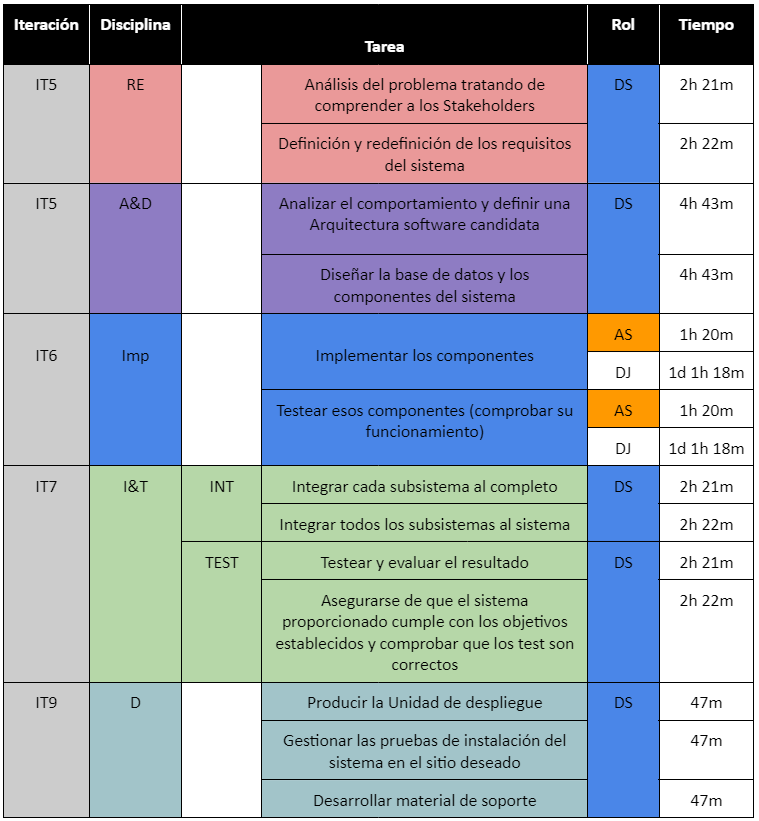 Iteración Disciplina Tarea Rol Tiempo
IT5 RE Análisis del problema tratando de DS 2h 21m
comprender a los Stakeholders
Definición y redefinición de los requisitos 2h 22m
del sistema
IT5 A&D Analizar el comportamiento y definir una DS 4h 43m
Arquitectura software candidata
Diseñar la base de datos y los 4h 43m
componentes del sistema
AS 1h 20m
IT6 Imp Implementar los componentes
DJ 1d 1h 18m
Testear esos componentes (comprobar su AS 1h 20m
funcionamiento)
DJ 1d 1h 18m
IT7 I&T INT Integrar cada subsistema al completo DS 2h 21m
Integrar todos los subsistemas al sistema 2h 22m
TEST Testear y evaluar el resultado DS 2h 21m
Asegurarse de que el sistema 2h 22m
proporcionado cumple con los objetivos
establecidos y comprobar que los test son
correctos
IT9 D Producir la Unidad de despliegue DS 47m
Gestionar las pruebas de instalación del 47m
sistema en el sitio deseado
Desarrollar material de soporte 47m